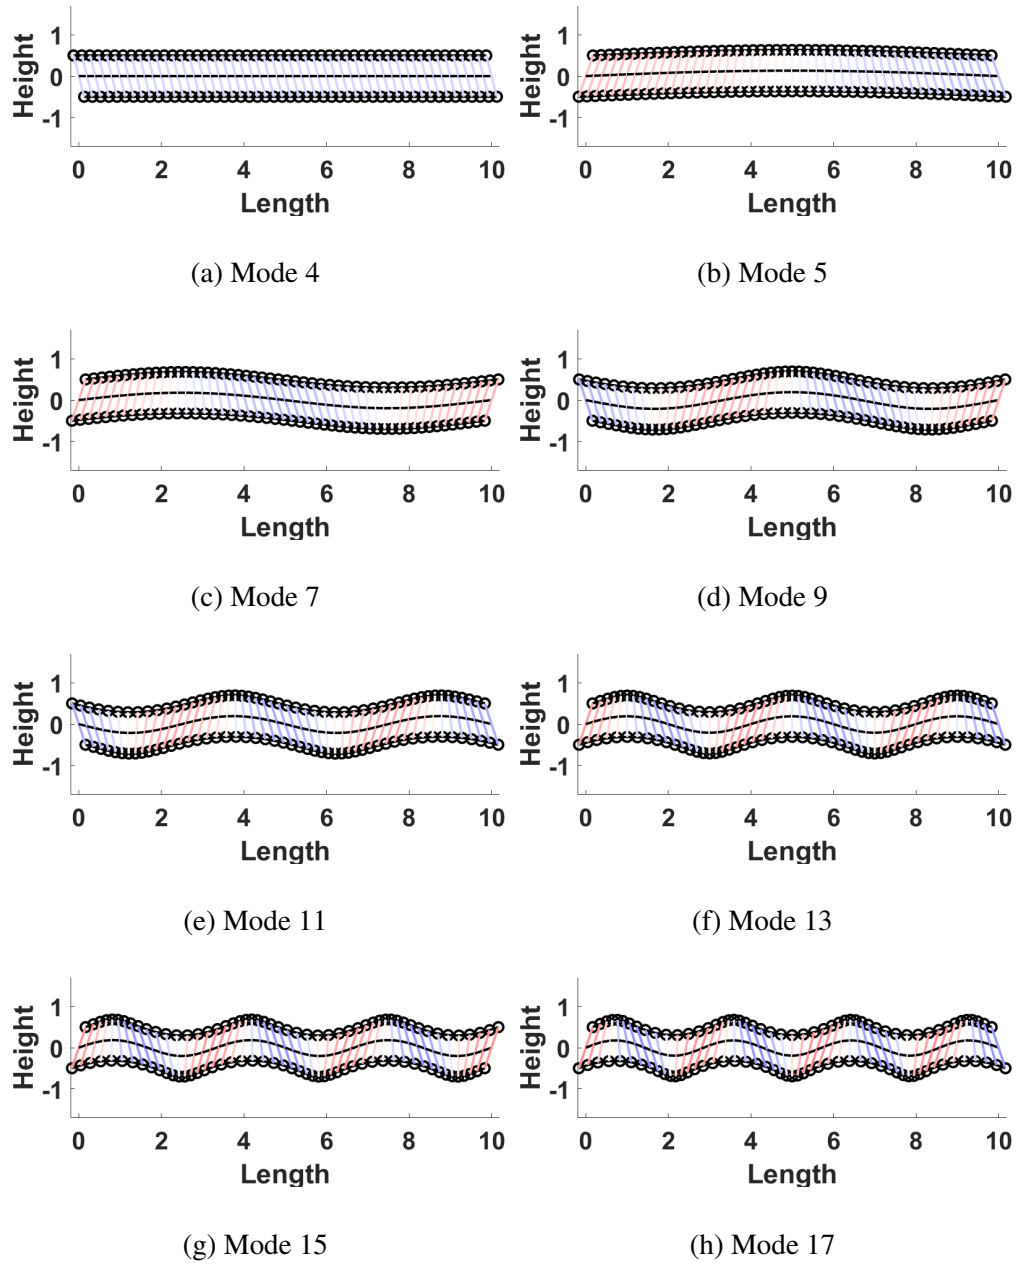 Height
1
0
-1
0 2 4 6 8 10
Length
(a) Mode 4
Height
1
0
-1
0 2 4 6 8 10
Length
(b) Mode 5
Height
1
0
-1
0 2 4 6 8 10
Length
(c) Mode 7
Height
1
0
-1
0 2 4 6 8 10
Length
(d) Mode 9
Height
1
0
-1
0 2 4 6 8 10
Length
(e) Mode 11
Height
1
0
-1
0 2 4 6 8 10
Length
(f) Mode 13
Height
1
0
-1
0 2 4 6 8 10
Length
(g) Mode 15
Height
1
0
-1
0 2 4 6 8 10
Length
(h) Mode 17